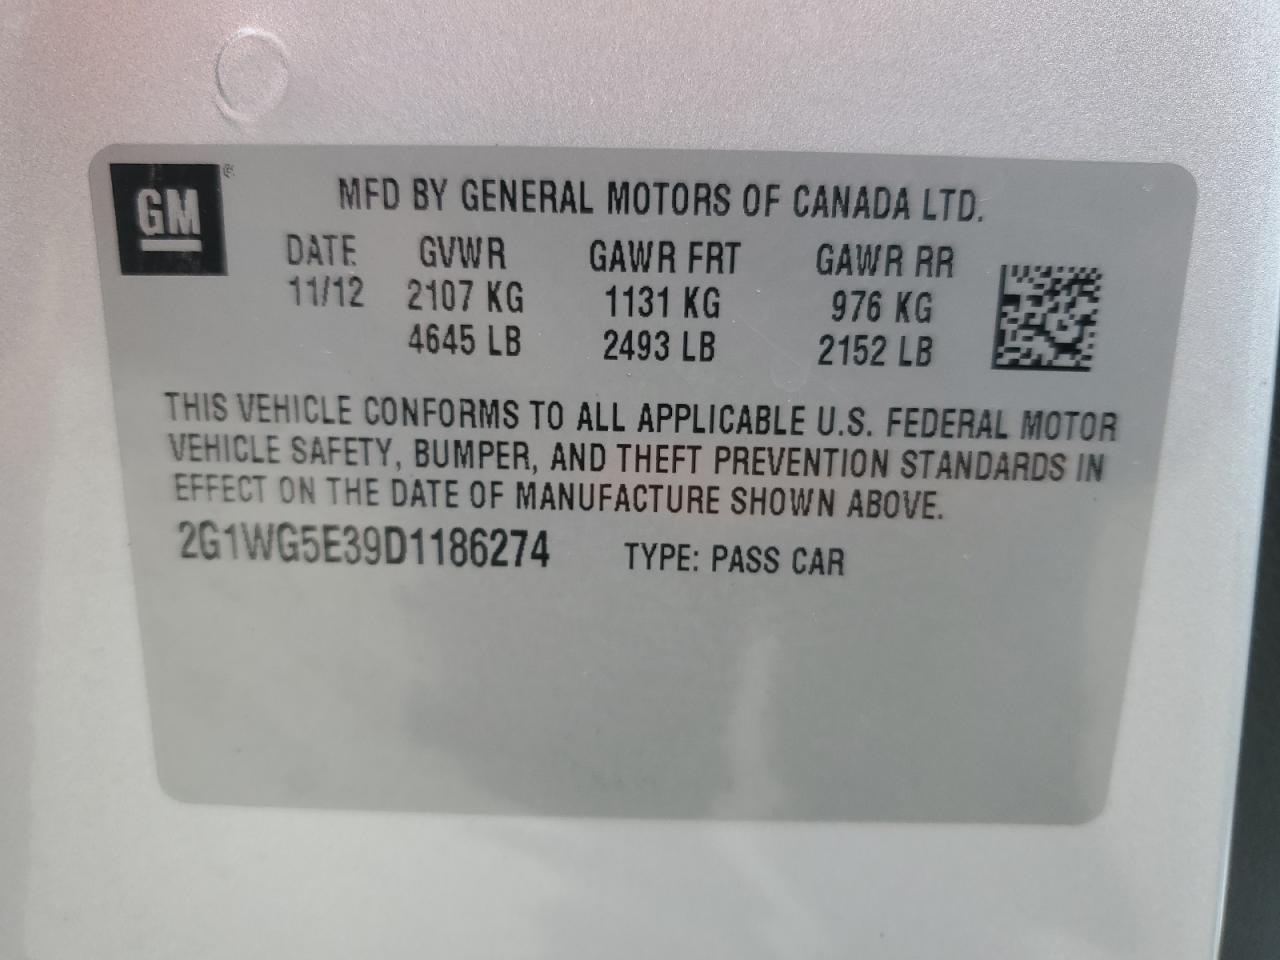 GM ®
MFD BY GENERAL MOTORS OF CANADA LTD.
DATE GVWR GAWR FRT GAWR RR
11/12 2107 KG 1131 KG 976 KG
4645 LB 2493 LB 2152 LB
THIS VEHICLE CONFORMS TO ALL APPLICABLE U.S. FEDERAL MOTOR
VEHICLE SAFETY, BUMPER, AND THEFT PREVENTION STANDARDS IN
EFFECT ON THE DATE OF MANUFACTURE SHOWN ABOVE.
2G1WG5E39D1186274 TYPE: PASS CAR